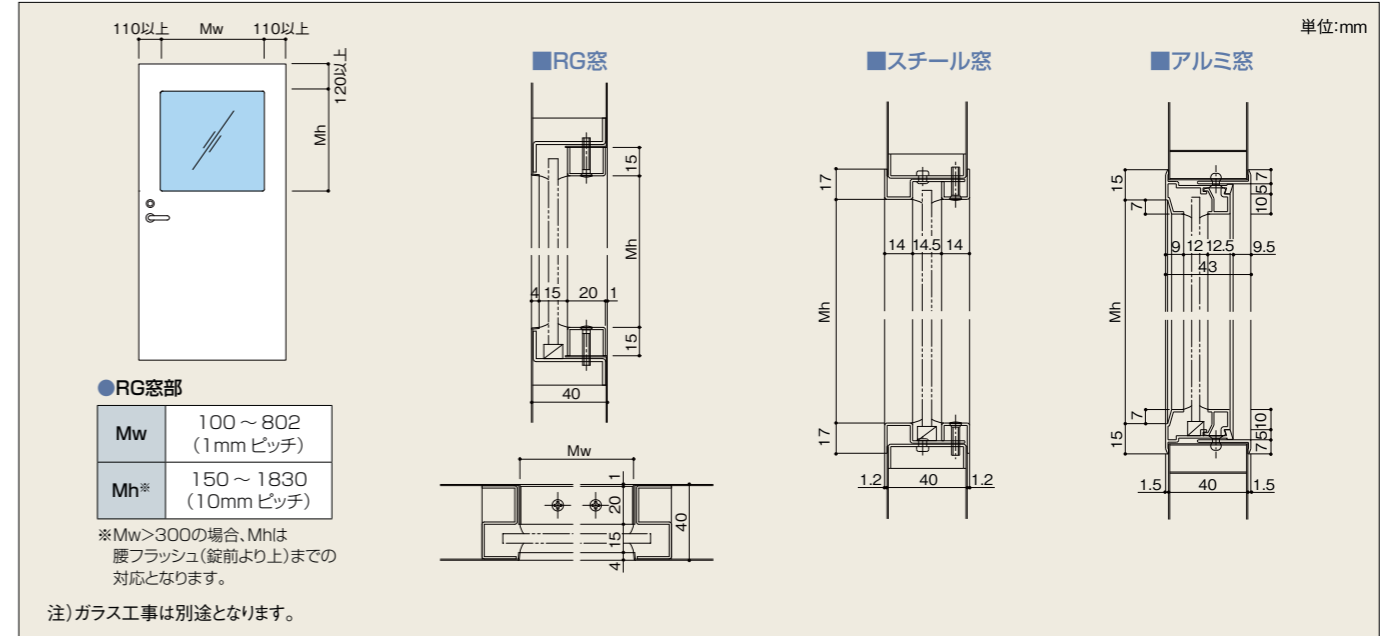 単位:mm
110以上 Mw 110以上
120以上
Mh
■RG窓
15
Mh
4 15 20 1
15
40
Mw
1
20
15
4
40
■スチール窓
17
14 14.5 14
Mh
17
1.2 40 1.2
■アルミ窓
15
7
7
5
10
9 12 12.5 9.5
43
Mh
7
15
10
5
7
1.5 40 1.5
●RG窓部
Mw 100～802
(1mmピッチ)
Mh※ 150～1830
(10mmピッチ)
※Mw>300の場合、Mhは
腰フラッシュ(錠前より上)までの
対応となります。
注)ガラス工事は別途となります。